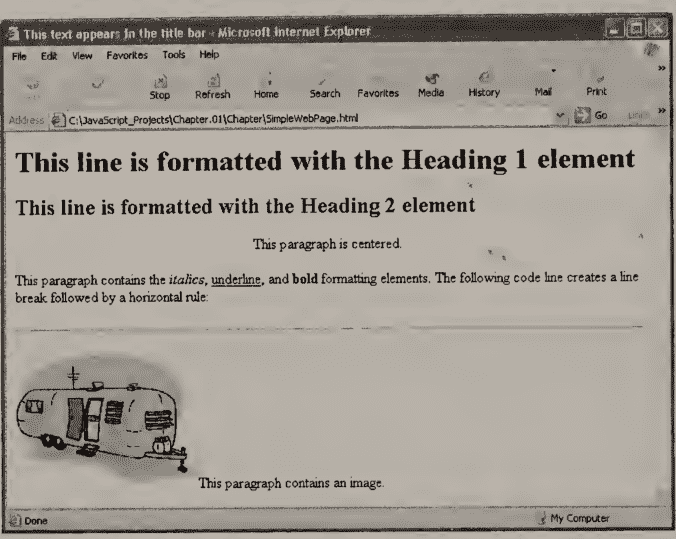 This text appears in the title bar - Microsoft Internet Explorer
File Edit View Favorites Tools Help
Stop Refresh Home Search Favorites Media History Mail Print
Address C:\JavaScript_Projects\Chapter.01\Chapter\SimpleWebPage.html Go Links
This line is formatted with the Heading 1 element
This line is formatted with the Heading 2 element
This paragraph is centered.
This paragraph contains the italics, underline, and bold formatting elements. The following code line creates a line
break followed by a horizontal rule:
This paragraph contains an image.
Done My Computer